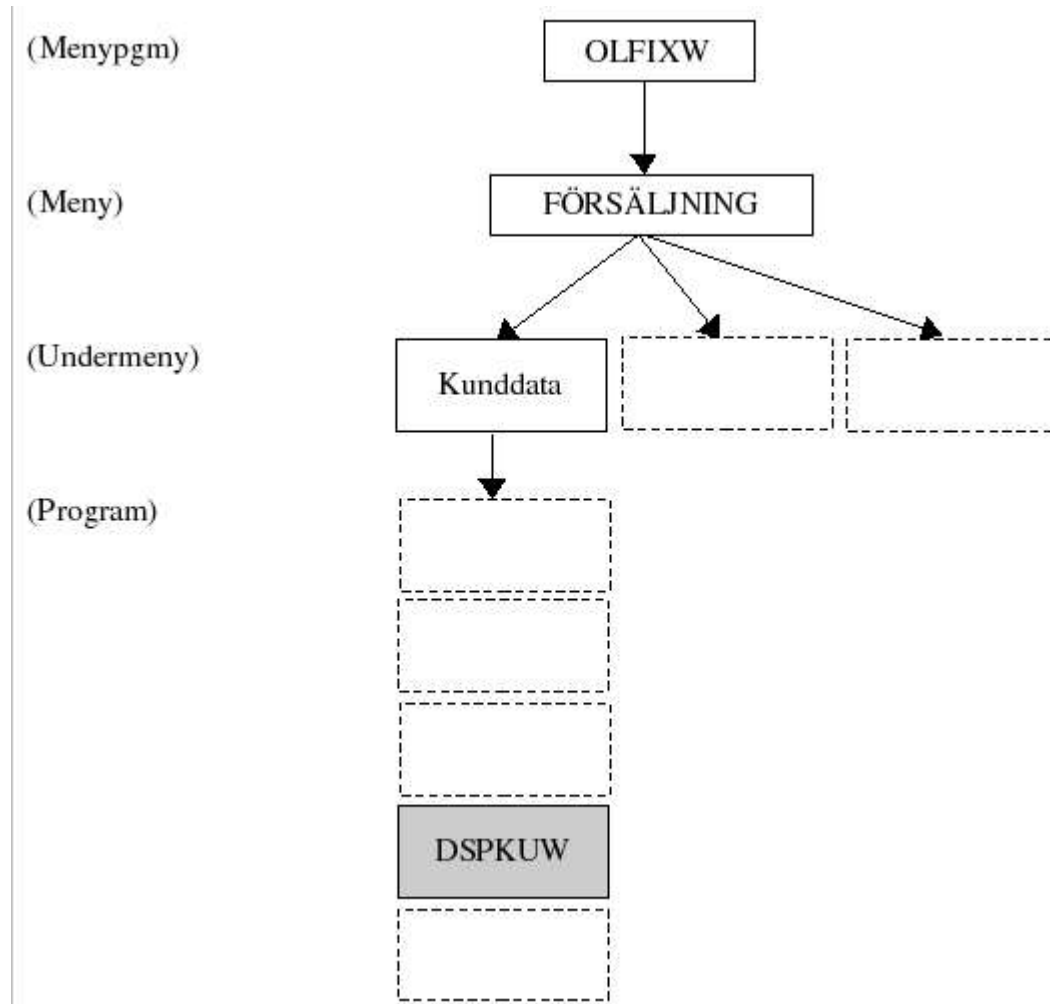 (Menypgm)
OLFIXW
(Meny)
FÖRSÄLJNING
(Undermeny)
Kunddata
(Program)
DSPKUW